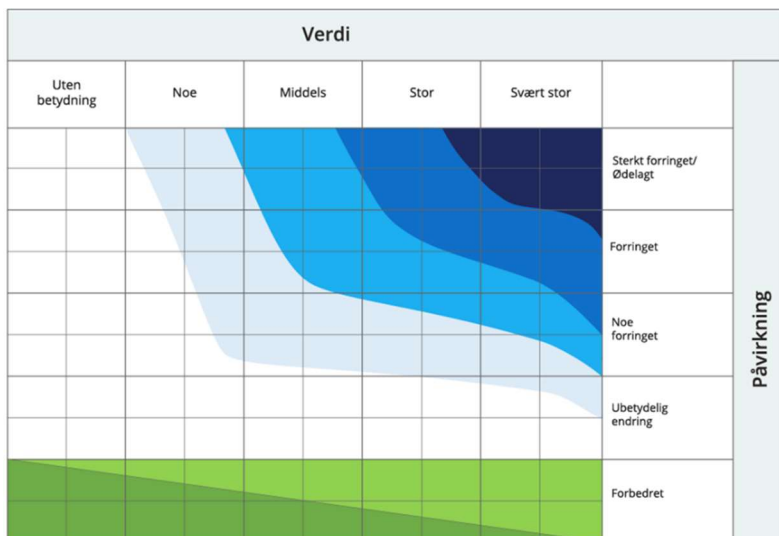 Verdi
Uten
betydning
Noe
Middels
Stor
Svært stor
Sterkt forringet/
Ødelagt
Forringet
Noe
forringet
Ubetydelig
endring
Forbedret
Påvirkning